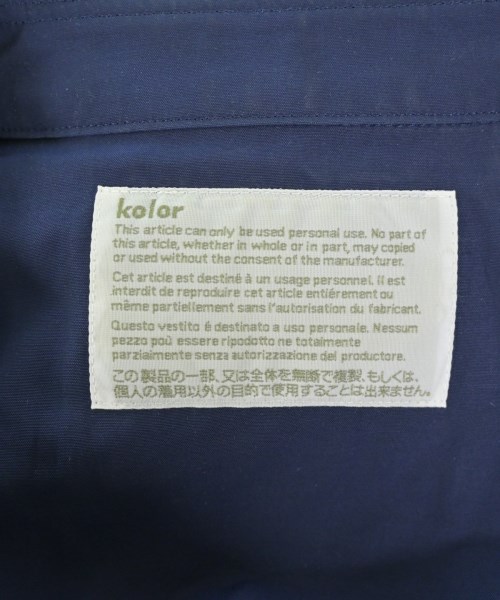 kolor
This article can only be used personal use. No part of
this article, whether in whole or in part, may copied
or used without the consent of the manufacturer.
Cet article est destiné à un usage personnel. Il est
interdit de reproduire cet article entiérement ou
même partiellement sans l'autorisation du fabricant.
Questo vestito é destinato a uso personale. Nessum
pezzo poü essere ripodotto ne totalmente
parziaimente senza autorizzazione del productore.
この製品の一部、又は全体を無断で複製、もしくは、
個人の着用以外の目的で使用することは出来ません。